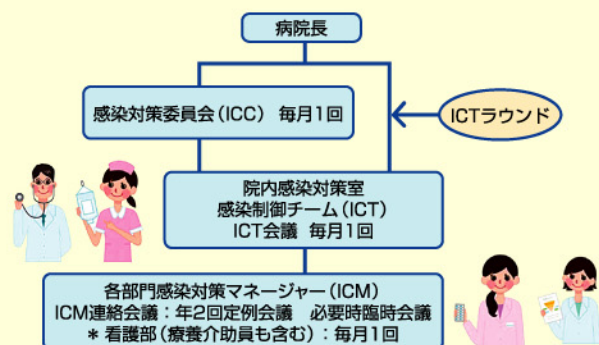 病院長
感染対策委員会(ICC) 毎月1回
ICTラウンド
院内感染対策室
感染制御チーム(ICT)
ICT会議 毎月1回
各部門感染対策マネージャー(ICM)
ICM連絡会議:年2回定例会議 必要時臨時会議
*看護部(療養介助員も含む):毎月1回